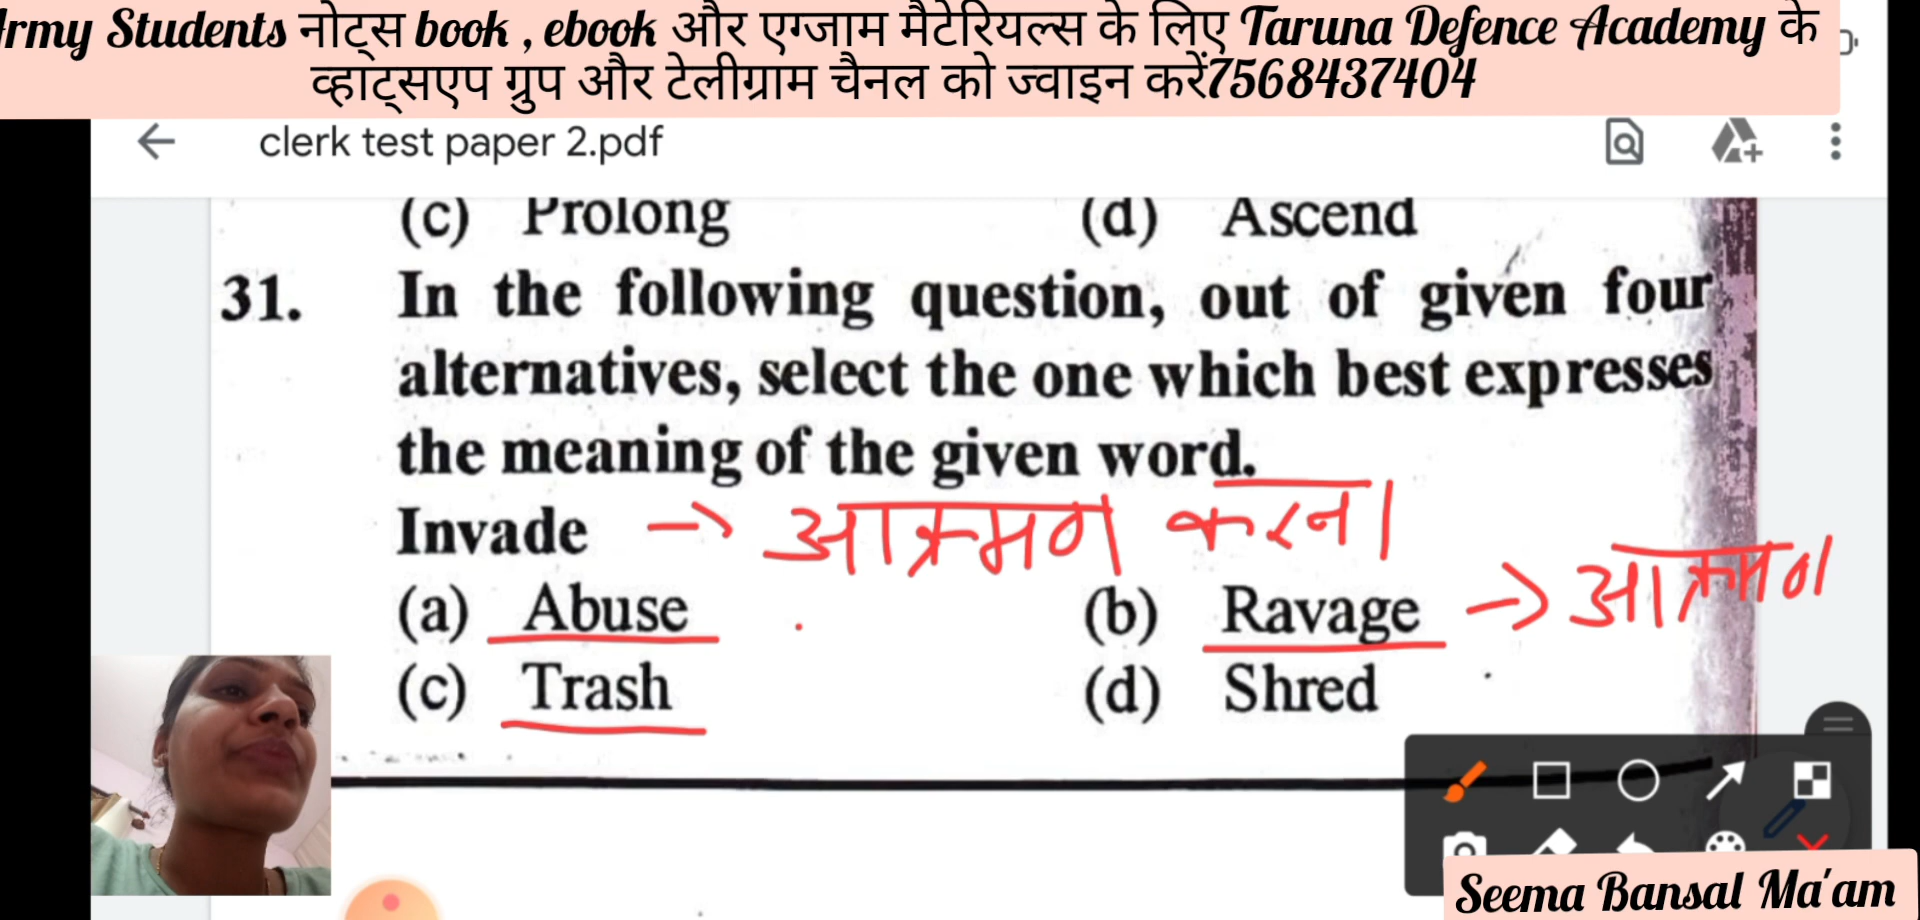 Army Students नोट्स book , ebook और एग्जाम मैटेरियल्स के लिए Taruna Defence Academy के
व्हाट्सएप ग्रुप और टेलीग्राम चैनल को ज्वाइन करें7568437404
clerk test paper 2.pdf
(c) Prolong (d) Ascend
31. In the following question, out of given four
alternatives, select the one which best expresses
the meaning of the given word.
Invade → आक्रमण करना
(a) Abuse (b) Ravage → आक्रमण
(c) Trash (d) Shred
Seema Bansal Ma'am